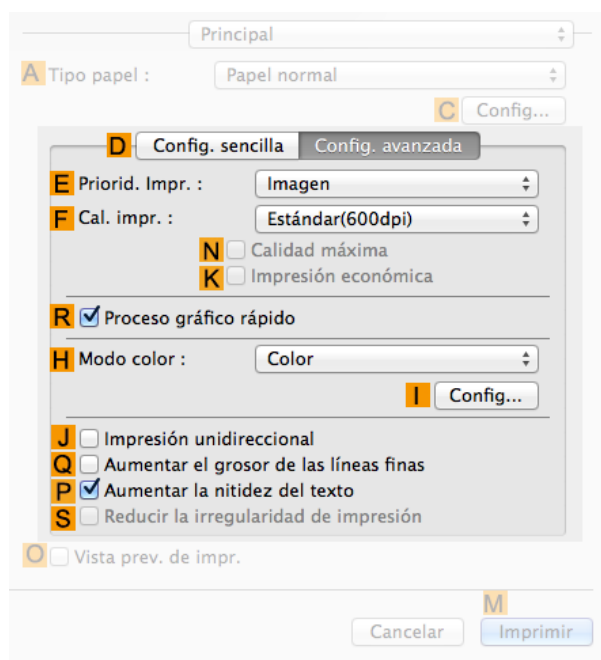 Principal
A Tipo papel : Papel normal
C Config...
D Config. sencilla Config. avanzada
E Priorid. Impr. : Imagen
F Cal. impr. : Estándar(600dpi)
N Calidad máxima
K Impresión económica
R Proceso gráfico rápido
H Modo color : Color
I Config...
J Impresión unidireccional
Q Aumentar el grosor de las líneas finas
P Aumentar la nitidez del texto
S Reducir la irregularidad de impresión
O Vista prev. de impr.
M
Cancelar Imprimir